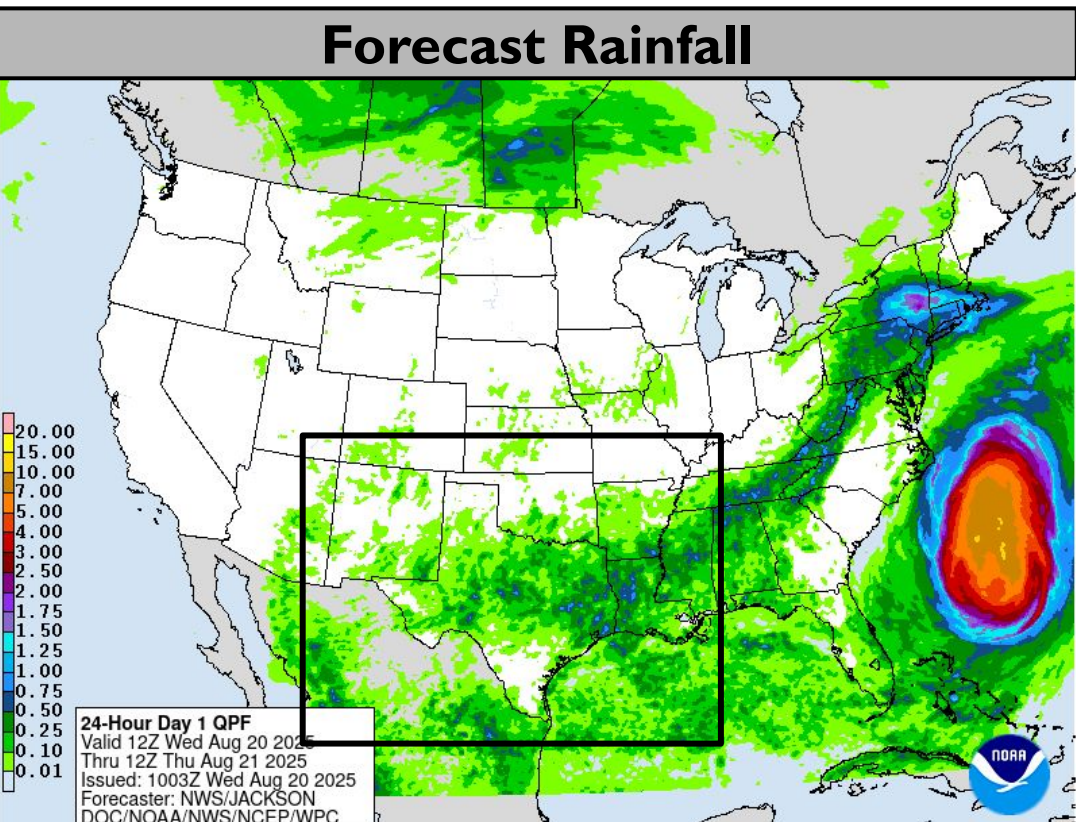 Forecast Rainfall
20.00
15.00
10.00
7.00
5.00
4.00
3.00
2.50
2.00
1.75
1.50
1.25
1.00
0.75
0.50
0.25
0.10
0.01
24-Hour Day 1 QPF
Valid 12Z Wed Aug 20 2025
Thru 12Z Thu Aug 21 2025
Issued: 1003Z Wed Aug 20 2025
Forecaster: NWS/JACKSON
DOC/NOAA/NWS/NCEP/WPC
NOAA